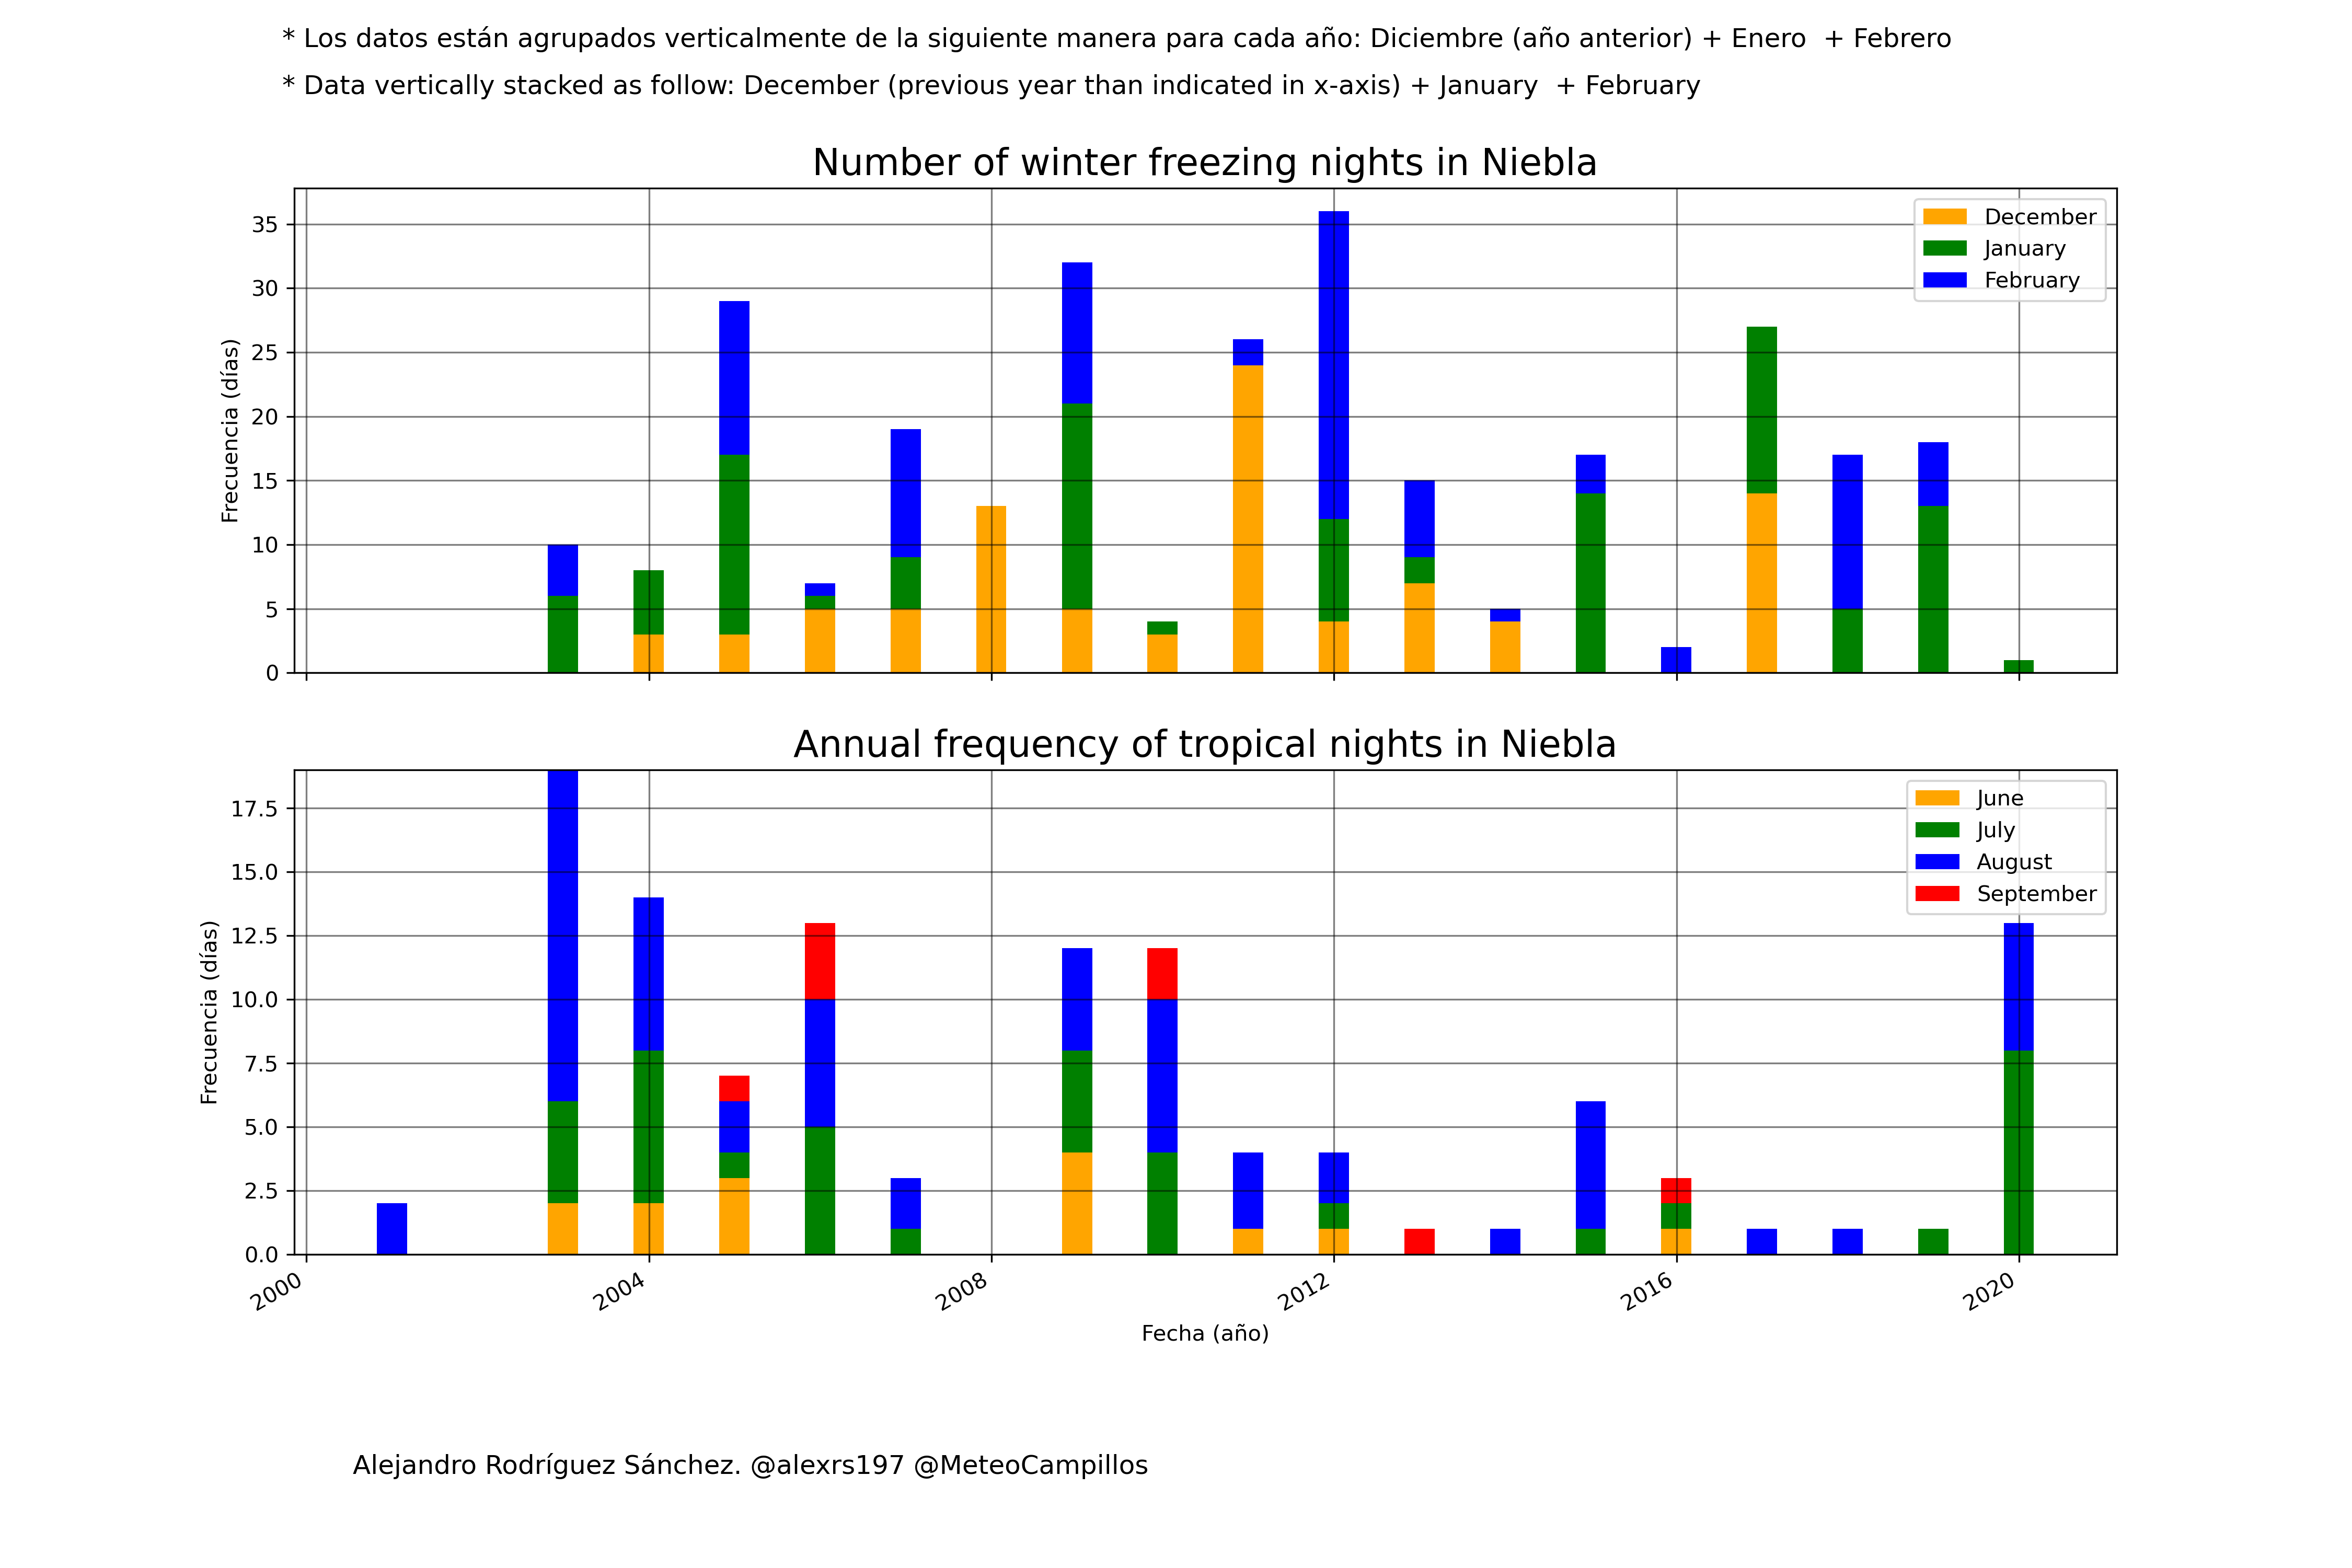 * Los datos están agrupados verticalmente de la siguiente manera para cada año: Diciembre (año anterior) + Enero  + Febrero
* Data vertically stacked as follow: December (previous year than indicated in x-axis) + January  + February
Number of winter freezing nights in Niebla
35
30
25
20
15
10
5
0
Frecuencia (días)
December
January
February
Annual frequency of tropical nights in Niebla
17.5
15.0
12.5
10.0
7.5
5.0
2.5
0.0
Frecuencia (días)
June
July
August
September
2000 2004 2008 2012 2016 2020
Fecha (año)
Alejandro Rodríguez Sánchez. @alexrs197 @MeteoCampillos